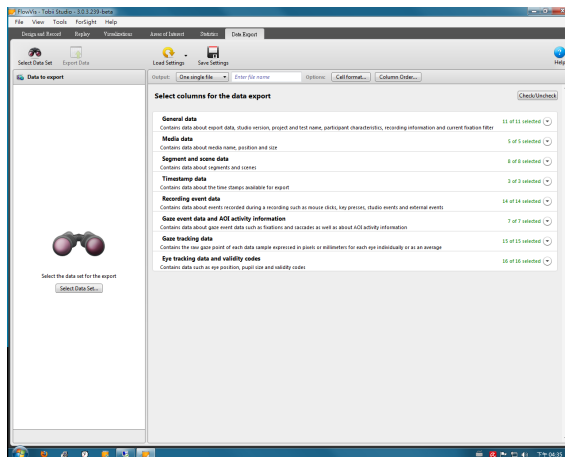 FlowVis - Tobii Studio - 3.0.3.239-beta
File View Tools ForSight Help
Design and Record Replay Visualizations Areas of Interest Statistics Data Export
Select Data Set Export Data Load Settings Save Settings Help
Data to export
Output: One single file Enter file name Options: Cell format... Column Order...
Select columns for the data export Check/Uncheck
General data 11 of 11 selected
Contains data about export data, studio version, project and test name, participant characteristics, recording information and current fixation filter
Media data 5 of 5 selected
Contains data about media name, position and size
Segment and scene data 8 of 8 selected
Contains data about segments and scenes
Timestamp data 3 of 3 selected
Contains data about the time stamps available for export
Recording event data 14 of 14 selected
Contains data about events recorded during a recording such as mouse clicks, key presses, studio events and external events
Gaze event data and AOI activity information 7 of 7 selected
Contains data about gaze event data such as fixations and saccades as well as about AOI activity information
Gaze tracking data 15 of 15 selected
Contains the raw gaze point of each data sample expressed in pixels or millimeters for each eye individually or as an average
Eye tracking data and validity codes 16 of 16 selected
Contains data such as eye position, pupil size and validity codes
Select the data set for the export
Select Data Set...
下午 04:35